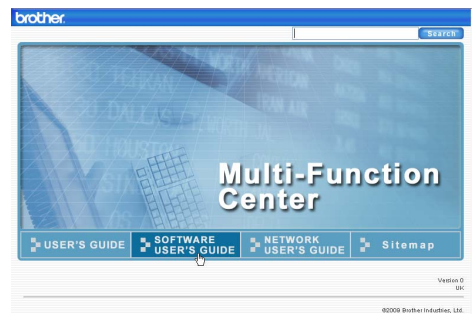 brother
Search
Multi-Function
Center
USER'S GUIDE
SOFTWARE
USER'S GUIDE
NETWORK
USER'S GUIDE
Sitemap
Version 0
UK
©2009 Brother Industries, Ltd.